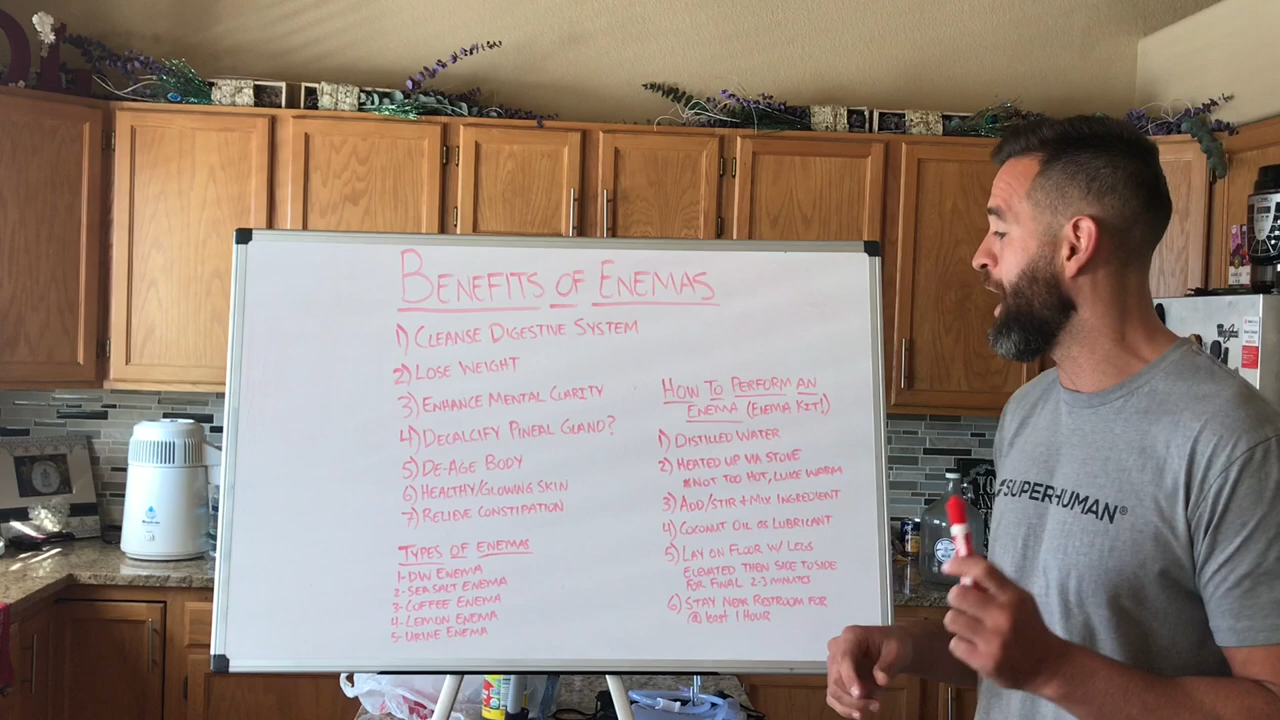 BENEFITS OF ENEMAS
1) CLEANSE DIGESTIVE SYSTEM
2) LOSE WEIGHT
3) ENHANCE MENTAL CLARITY
4) DECALCIFY PINEAL GLAND?
5) DE-AGE BODY
6) HEALTHY/GLOWING SKIN
7) RELIEVE CONSTIPATION
TYPES OF ENEMAS
1-DW ENEMA
2-SEA SALT ENEMA
3-COFFEE ENEMA
4-LEMON ENEMA
5-URINE ENEMA
HOW TO PERFORM AN
ENEMA (ENEMA KIT!)
1) DISTILLED WATER
2) HEATED UP VIA STOVE
*NOT TOO HOT, LUKE WARM
3) ADD/STIR + MIX INGREDIENT
4) COCONUT OIL as LUBRICANT
5) LAY ON FLOOR W/ LEGS
ELEVATED THEN SIDE TO SIDE
FOR FINAL 2-3 MINUTES
6) STAY NEAR RESTROOM FOR
@ least 1 HOUR
#SUPERHUMAN®